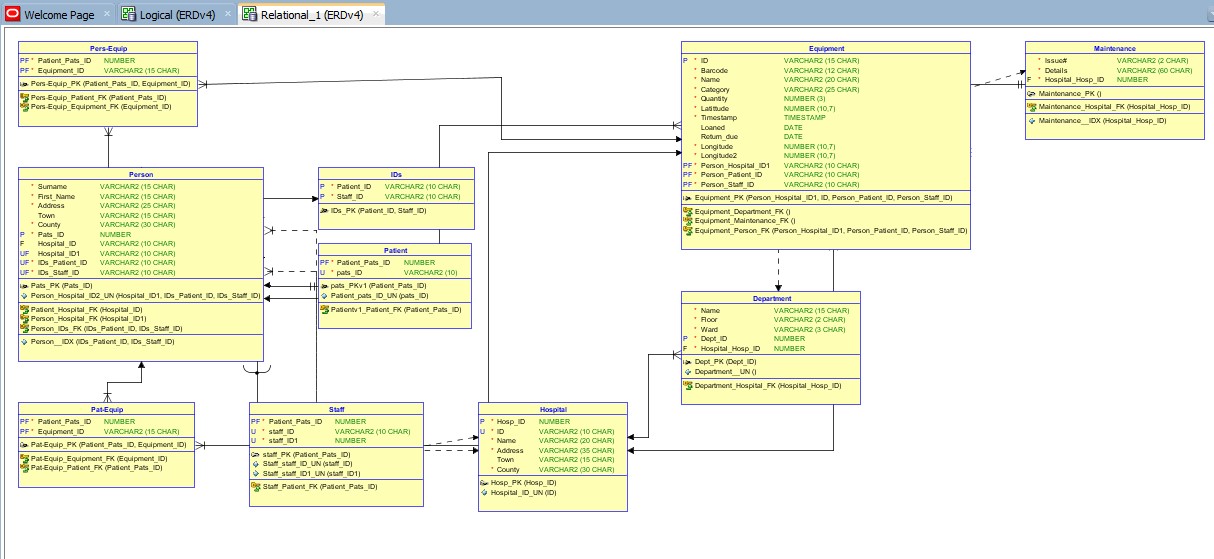 Welcome Page
Logical (ERDv4)
Relational_1 (ERDv4)
Pers-Equip
PF * Patient_Pats_ID NUMBER
PF * Equipment_ID VARCHAR2 (15 CHAR)
Pers-Equip_PK (Patient_Pats_ID, Equipment_ID)
Pers-Equip_Patient_FK (Patient_Pats_ID)
Pers-Equip_Equipment_FK (Equipment_ID)
Equipment
P * ID VARCHAR2 (15 CHAR)
* Barcode VARCHAR2 (12 CHAR)
* Name VARCHAR2 (20 CHAR)
* Category VARCHAR2 (25 CHAR)
* Quantity NUMBER (3)
* Latittude NUMBER (10,7)
* Timestamp TIMESTAMP
Loaned DATE
Return_due DATE
* Longitude NUMBER (10,7)
* Longitude2 NUMBER (10,7)
PF * Person_Hospital_ID1 VARCHAR2 (10 CHAR)
PF * Person_Patient_ID VARCHAR2 (10 CHAR)
PF * Person_Staff_ID VARCHAR2 (10 CHAR)
Equipment_PK (Person_Hospital_ID1, ID, Person_Patient_ID, Person_Staff_ID)
Equipment_Department_FK ()
Equipment_Maintenance_FK ()
Equipment_Person_FK (Person_Hospital_ID1, Person_Patient_ID, Person_Staff_ID)
Maintenance
* Issue# VARCHAR2 (2 CHAR)
* Details VARCHAR2 (60 CHAR)
F * Hospital_Hosp_ID NUMBER
Maintenance_PK ()
Maintenance_Hospital_FK (Hospital_Hosp_ID)
Maintenance__IDX (Hospital_Hosp_ID)
Person
* Surname VARCHAR2 (15 CHAR)
* First_Name VARCHAR2 (15 CHAR)
* Address VARCHAR2 (25 CHAR)
Town VARCHAR2 (15 CHAR)
* County VARCHAR2 (30 CHAR)
P * Pats_ID NUMBER
F Hospital_ID VARCHAR2 (10 CHAR)
UF Hospital_ID1 VARCHAR2 (10 CHAR)
UF * IDs_Patient_ID VARCHAR2 (10 CHAR)
UF * IDs_Staff_ID VARCHAR2 (10 CHAR)
Pats_PK (Pats_ID)
Person_Hospital_ID2_UN (Hospital_ID1, IDs_Patient_ID, IDs_Staff_ID)
Patient_Hospital_FK (Hospital_ID)
Person_Hospital_FK (Hospital_ID1)
Person_IDs_FK (IDs_Patient_ID, IDs_Staff_ID)
Person__IDX (IDs_Patient_ID, IDs_Staff_ID)
IDs
P * Patient_ID VARCHAR2 (10 CHAR)
P * Staff_ID VARCHAR2 (10 CHAR)
IDs_PK (Patient_ID, Staff_ID)
Patient
PF * Patient_Pats_ID NUMBER
U * pats_ID VARCHAR2 (10)
pats_PKv1 (Patient_Pats_ID)
Patient_pats_ID_UN (pats_ID)
Patientv1_Patient_FK (Patient_Pats_ID)
Department
* Name VARCHAR2 (15 CHAR)
* Floor VARCHAR2 (2 CHAR)
* Ward VARCHAR2 (3 CHAR)
P * Dept_ID NUMBER
F * Hospital_Hosp_ID NUMBER
Dept_PK (Dept_ID)
Department__UN ()
Department_Hospital_FK (Hospital_Hosp_ID)
Pat-Equip
PF * Patient_Pats_ID NUMBER
PF * Equipment_ID VARCHAR2 (15 CHAR)
Pat-Equip_PK (Patient_Pats_ID, Equipment_ID)
Pat-Equip_Equipment_FK (Equipment_ID)
Pat-Equip_Patient_FK (Patient_Pats_ID)
Staff
PF * Patient_Pats_ID NUMBER
U * staff_ID VARCHAR2 (10 CHAR)
U * staff_ID1 NUMBER
staff_PK (Patient_Pats_ID)
Staff_staff_ID_UN (staff_ID)
Staff_staff_ID1_UN (staff_ID1)
Staff_Patient_FK (Patient_Pats_ID)
Hospital
P * Hosp_ID NUMBER
U * ID VARCHAR2 (10 CHAR)
* Name VARCHAR2 (20 CHAR)
* Address VARCHAR2 (35 CHAR)
Town VARCHAR2 (15 CHAR)
* County VARCHAR2 (30 CHAR)
Hosp_PK (Hosp_ID)
Hospital_ID_UN (ID)